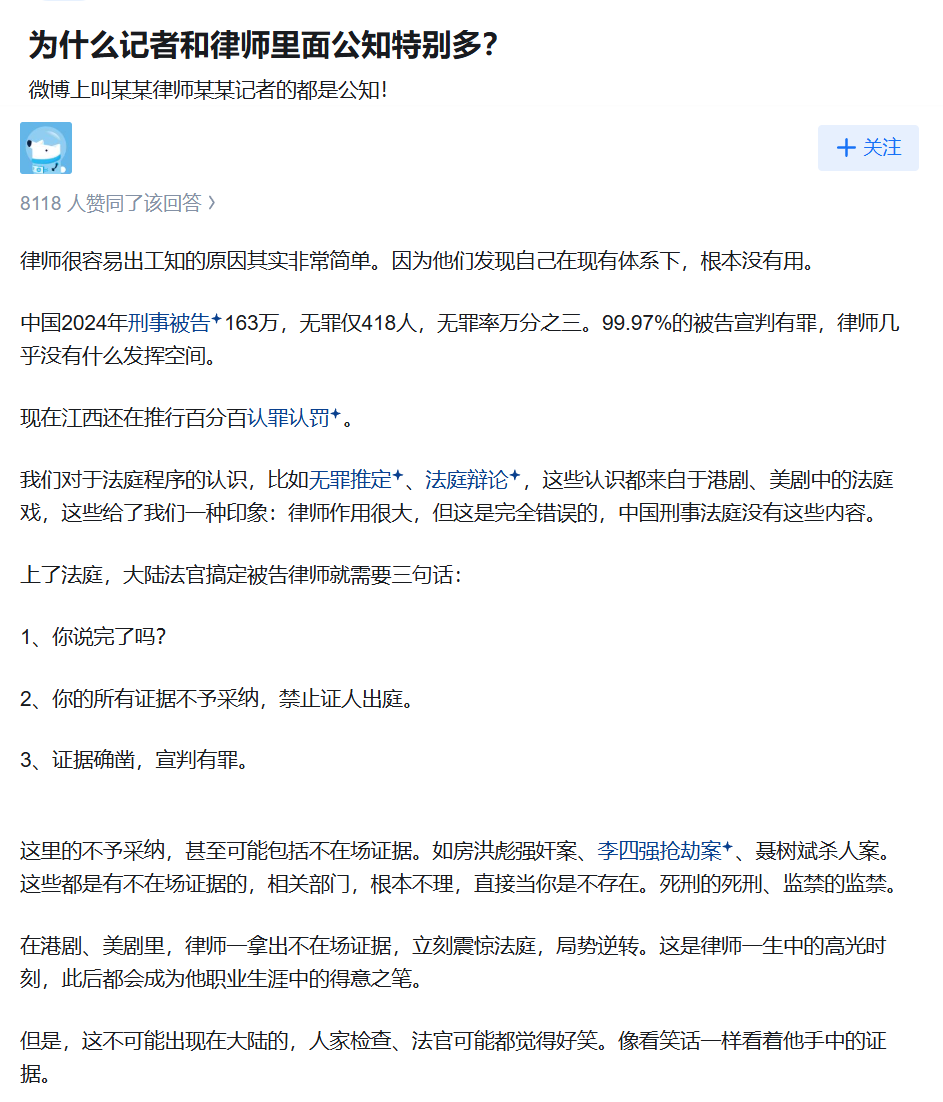 为什么记者和律师里面公知特别多？
微博上叫某某律师某某记者的都是公知！
+ 关注
8118 人赞同了该回答 ›
律师很容易出工知的原因其实非常简单。因为他们发现自己在现有体系下，根本没有用。
中国2024年刑事被告163万，无罪仅418人，无罪率万分之三。99.97%的被告宣判有罪，律师几
乎没有什么发挥空间。
现在江西还在推行百分百认罪认罚。
我们对于法庭程序的认识，比如无罪推定、法庭辩论，这些认识都来自于港剧、美剧中的法庭
戏，这些给了我们一种印象：律师作用很大，但这是完全错误的，中国刑事法庭没有这些内容。
上了法庭，大陆法官搞定被告律师就需要三句话：
1、你说完了吗？
2、你的所有证据不予采纳，禁止证人出庭。
3、证据确凿，宣判有罪。
这里的不予采纳，甚至可能包括不在场证据。如房洪彪强奸案、李四强抢劫案、聂树斌杀人案。
这些都是有不在场证据的，相关部门，根本不理，直接当你是不存在。死刑的死刑、监禁的监禁。
在港剧、美剧里，律师一拿出不在场证据，立刻震惊法庭，局势逆转。这是律师一生中的高光时
刻，此后都会成为他职业生涯中的得意之笔。
但是，这不可能出现在大陆的，人家检查、法官可能都觉得好笑。像看笑话一样看着他手中的证
据。